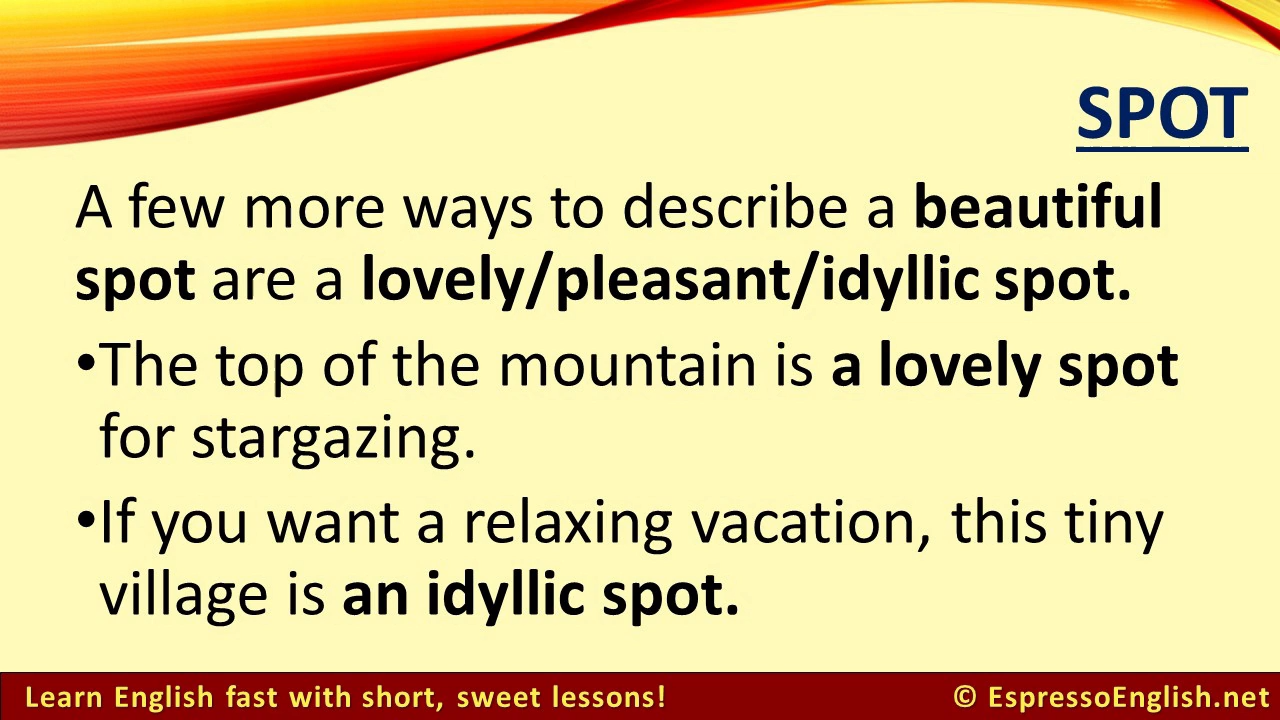 SPOT
A few more ways to describe a beautiful
spot are a lovely/pleasant/idyllic spot.
•The top of the mountain is a lovely spot
for stargazing.
•If you want a relaxing vacation, this tiny
village is an idyllic spot.
Learn English fast with short, sweet lessons! © EspressoEnglish.net